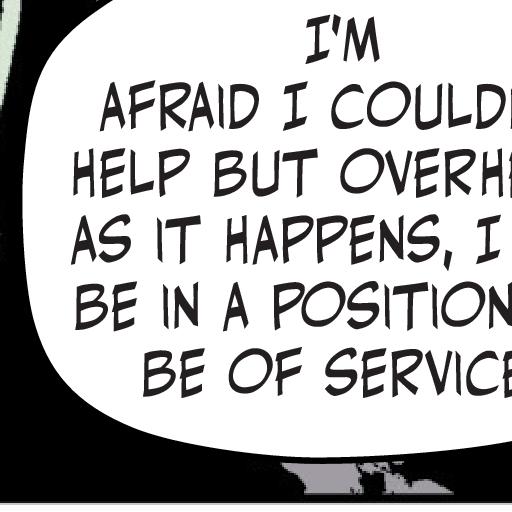 I'M
AFRAID I COULD
HELP BUT OVERH
AS IT HAPPENS, I
BE IN A POSITION
BE OF SERVICE